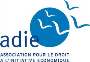 adie
ASSOCIATION POUR LE DROIT
À L'INITIATIVE ÉCONOMIQUE